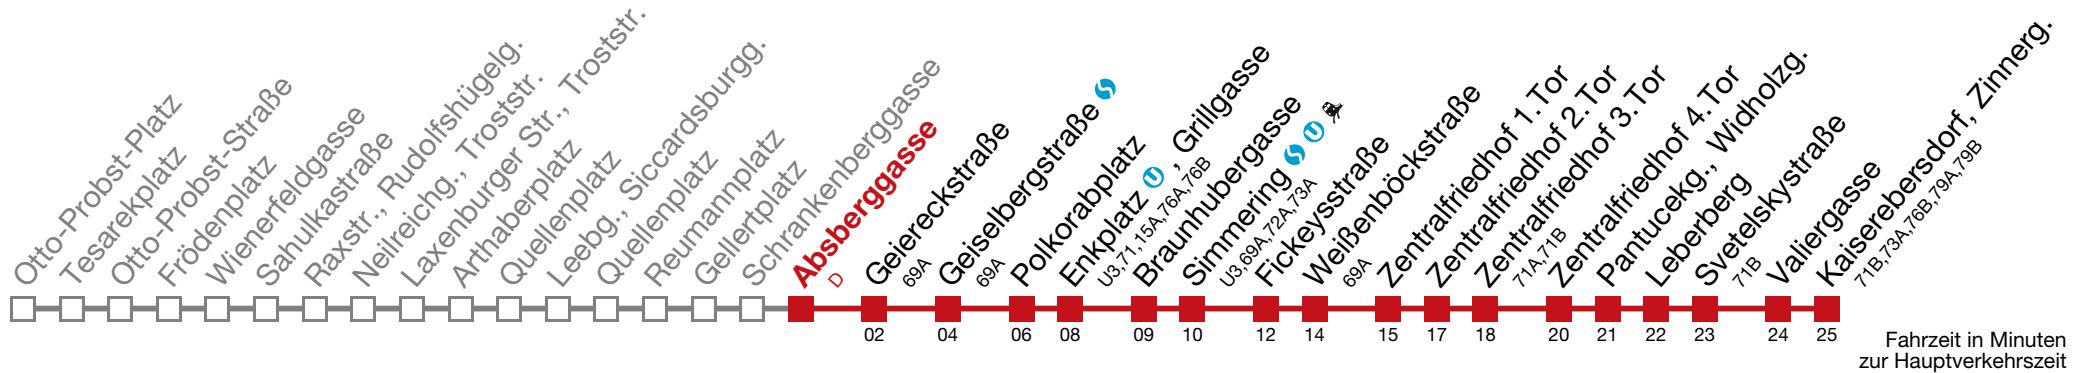 Otto-Probst-Platz
Tesarekplatz
Otto-Probst-Straße
Frödenplatz
Wienerfeldgasse
Sahulkastraße
Raxstr., Rudolfshügelg.
Neilreichg., Troststr.
Laxenburger Str., Troststr.
Arthaberplatz
Quellenplatz
Leebg., Siccardsburgg.
Quellenplatz
Reumannplatz
Gellertplatz
Schrankenberggasse
Absberggasse
D
Geiereckstraße
69A
Geiselbergstraße S
69A
Polkorabplatz
Enkplatz U, Grillgasse
U3,71,15A,76A,76B
Braunhubergasse
Simmering S U
U3,69A,72A,73A
Fickeysstraße
Weißenböckstraße
69A
Zentralfriedhof 1.Tor
Zentralfriedhof 2.Tor
Zentralfriedhof 3.Tor
71A,71B
Zentralfriedhof 4.Tor
Pantucekg., Widholzg.
Leberberg
Svetelskystraße
71B
Valiergasse
Kaiserebersdorf, Zinnerg.
71B,73A,76B,79A,79B
02 04 06 08 09 10 12 14 15 17 18 20 21 22 23 24 25
Fahrzeit in Minuten
zur Hauptverkehrszeit